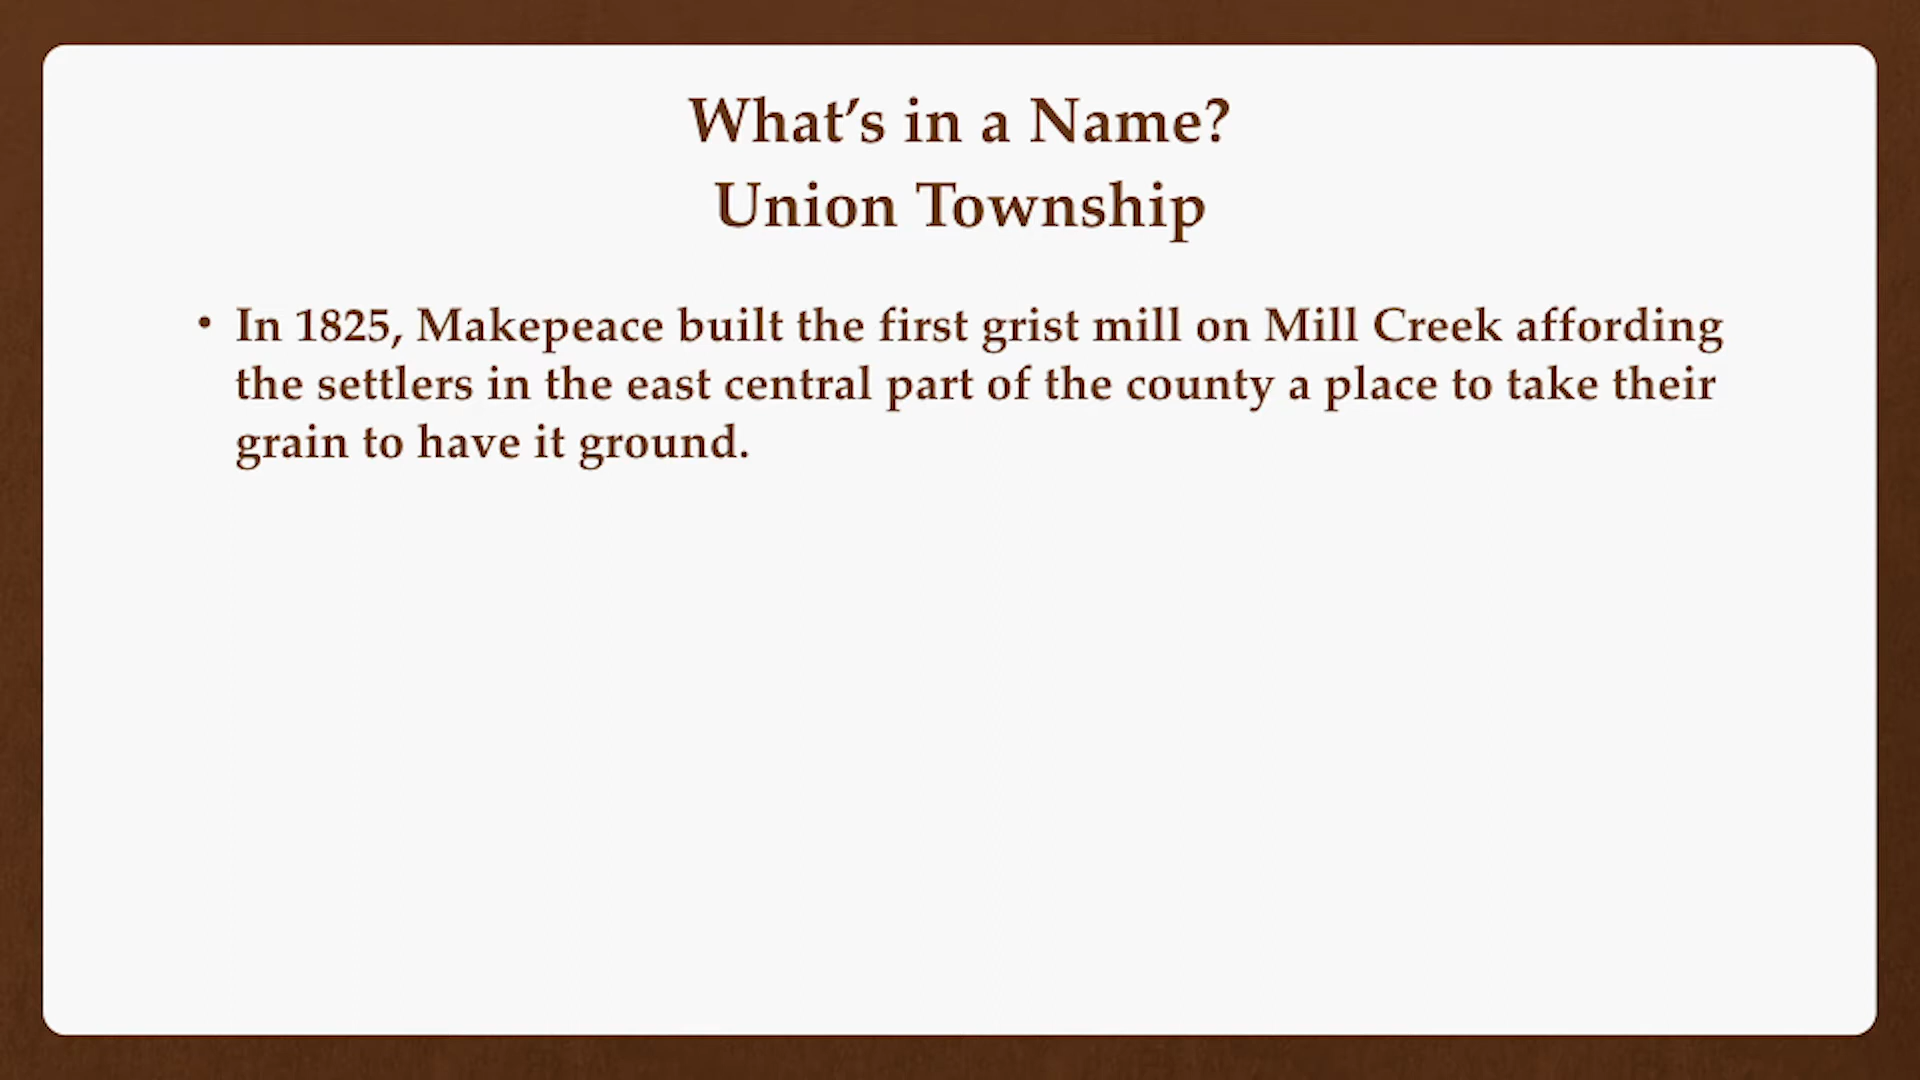 What’s in a Name?
Union Township
• In 1825, Makepeace built the first grist mill on Mill Creek affording
the settlers in the east central part of the county a place to take their
grain to have it ground.